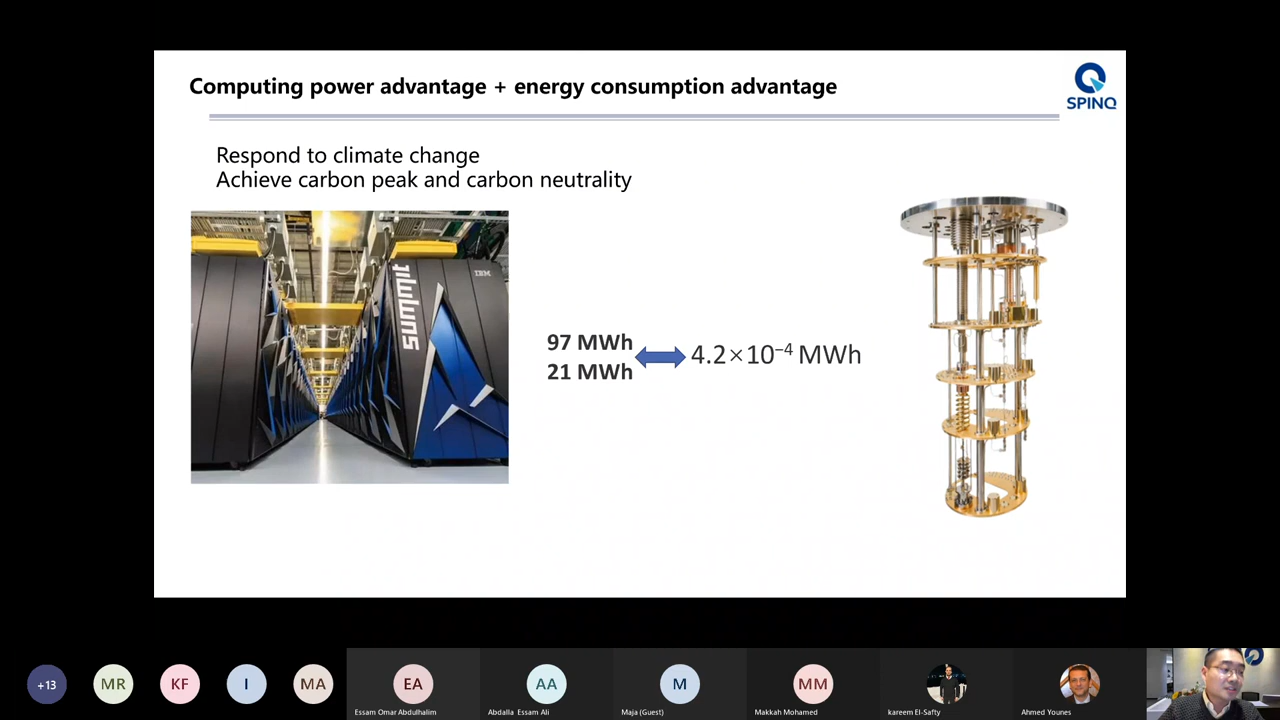 Computing power advantage + energy consumption advantage
SPINQ
Respond to climate change
Achieve carbon peak and carbon neutrality
summit
IBM
97 MWh
21 MWh
4.2×10⁻⁴ MWh
+13
MR
KF
I
MA
EA
AA
M
MM
Essam Omar Abdulhalim
Abdalla Essam Ali
Maja (Guest)
Makkah Mohamed
kareem El-Safty
Ahmed Younes